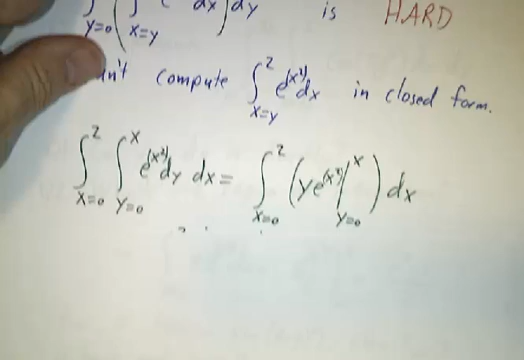 ∫_{y=0} ( ∫_{x=y} dx ) dy is HARD
compute ∫_{x=y}^{2} e^{(x²)} dx in closed form.
∫_{x=0}^{2} ∫_{y=0}^{x} e^{(x²)} dy dx = ∫_{x=0}^{2} ( y e^{(x²)} |_{y=0}^{x} ) dx